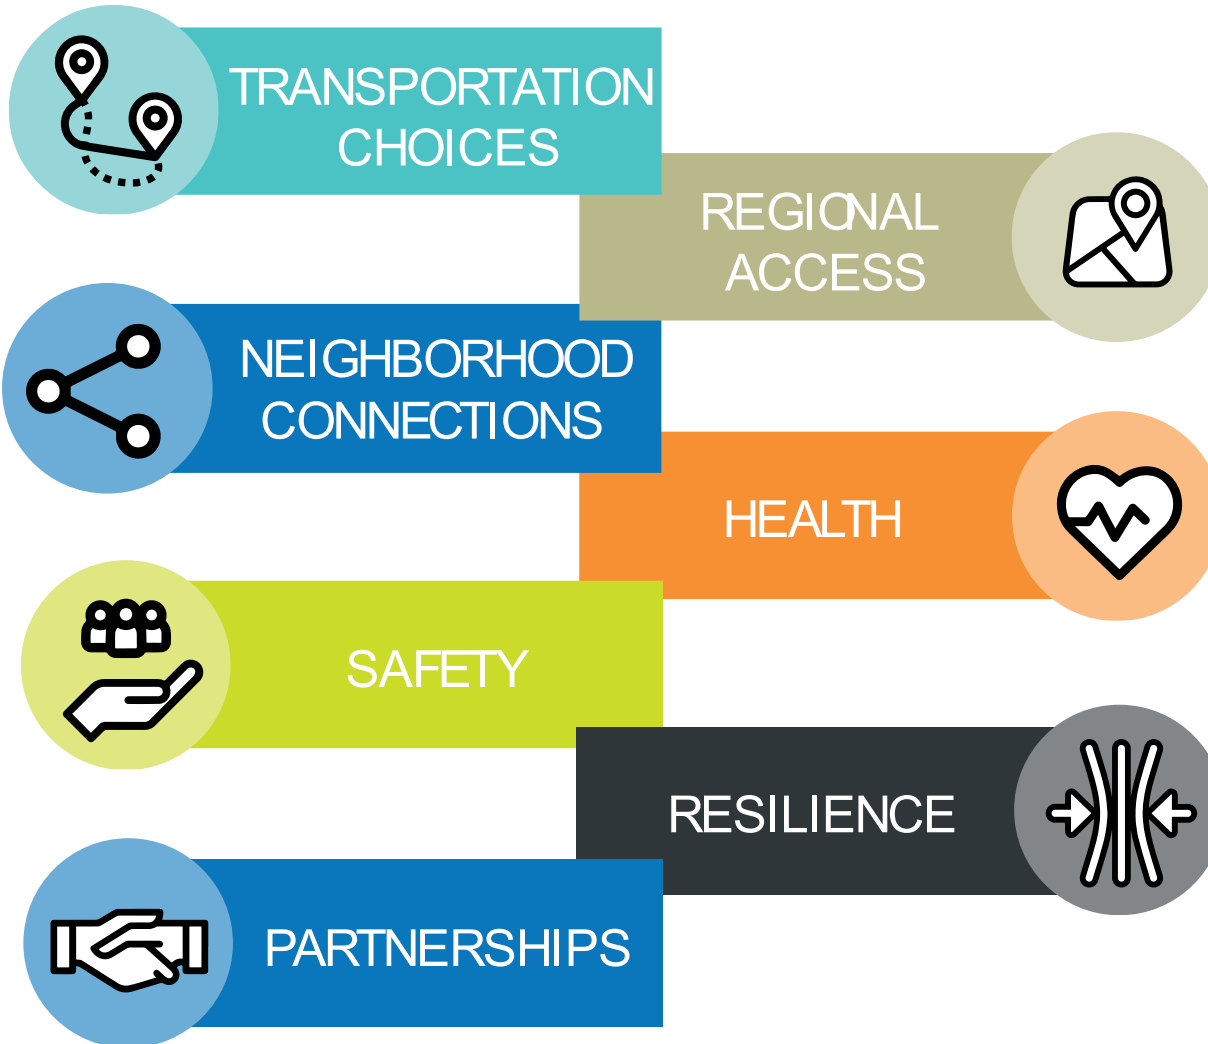 TRANSPORTATION
CHOICES
REGIONAL
ACCESS
NEIGHBORHOOD
CONNECTIONS
HEALTH
SAFETY
RESILIENCE
PARTNERSHIPS